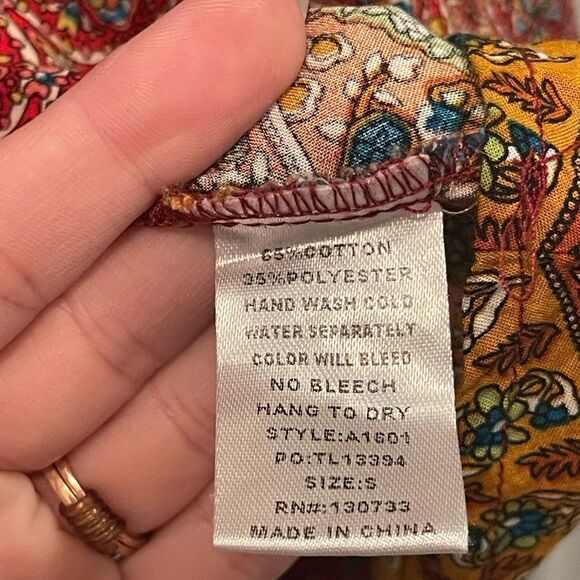 65%COTTON
35%POLYESTER
HAND WASH COLD
WATER SEPARATELY
COLOR WILL BLEED
NO BLEECH
HANG TO DRY
STYLE:A1601
PO:TL13394
SIZE:S
RN#:130733
MADE IN CHINA